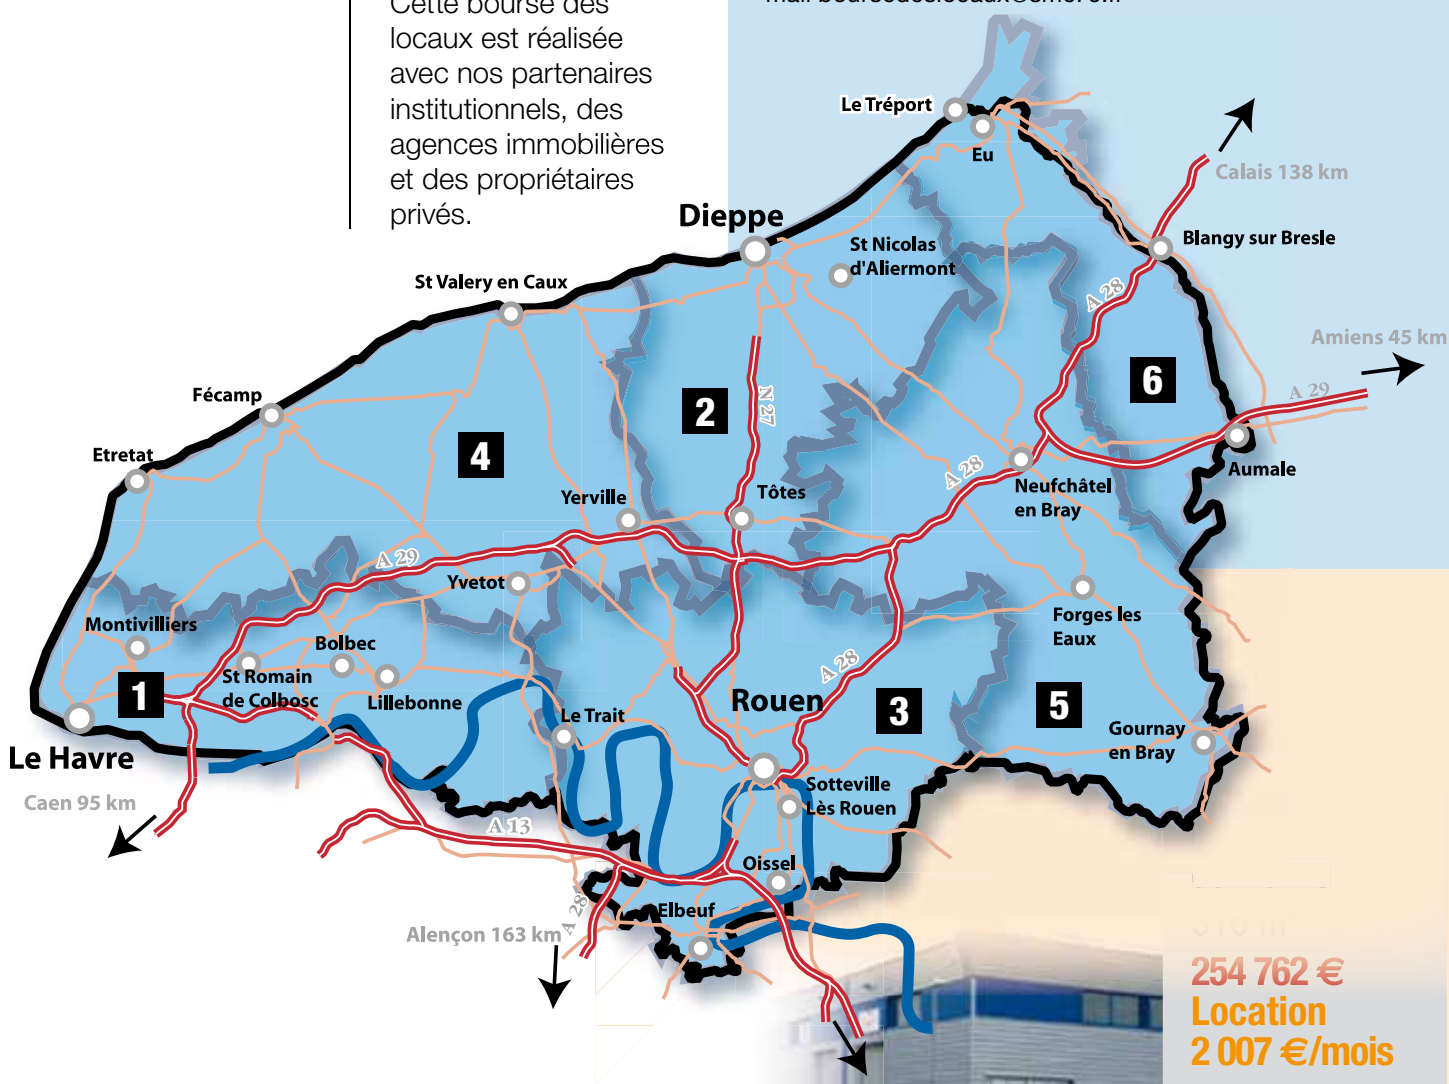 Cette bourse des
locaux est réalisée
avec nos partenaires
institutionnels, des
agences immobilières
et des propriétaires
privés.
Le Tréport
Eu
Calais 138 km
Dieppe
St Nicolas
d'Aliermont
Blangy sur Bresle
St Valery en Caux
A 28
Amiens 45 km
6
A 29
Fécamp
2
N 27
Etretat
4
Aumale
A 28
Neufchâtel
en Bray
Yerville
Tôtes
A 29
Yvetot
Forges les
Eaux
Montivilliers
Bolbec
St Romain
de Colbosc
Lillebonne
A 28
1
Rouen
3
5
Le Trait
Gournay
en Bray
Le Havre
Sotteville
Lès Rouen
Caen 95 km
A 13
Oissel
Elbeuf
A 28
Alençon 163 km
254 762 €
Location
2 007 €/mois